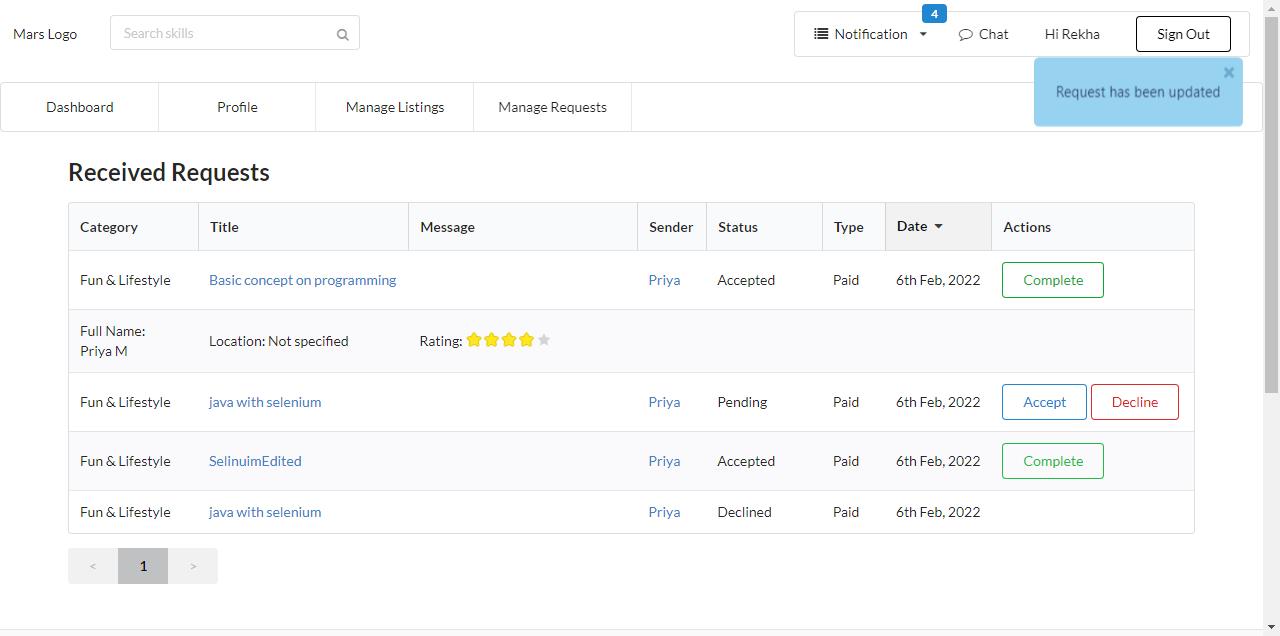 Mars Logo
Search skills
4
Notification
Chat
Hi Rekha
Sign Out
×
Request has been updated
Dashboard
Profile
Manage Listings
Manage Requests
Received Requests
Category Title Message Sender Status Type Date Actions
Fun & Lifestyle Basic concept on programming Priya Accepted Paid 6th Feb, 2022 Complete
Full Name:
Priya M
Location: Not specified
Rating:
Fun & Lifestyle java with selenium Priya Pending Paid 6th Feb, 2022 Accept Decline
Fun & Lifestyle SelinuimEdited Priya Accepted Paid 6th Feb, 2022 Complete
Fun & Lifestyle java with selenium Priya Declined Paid 6th Feb, 2022
< 1 >